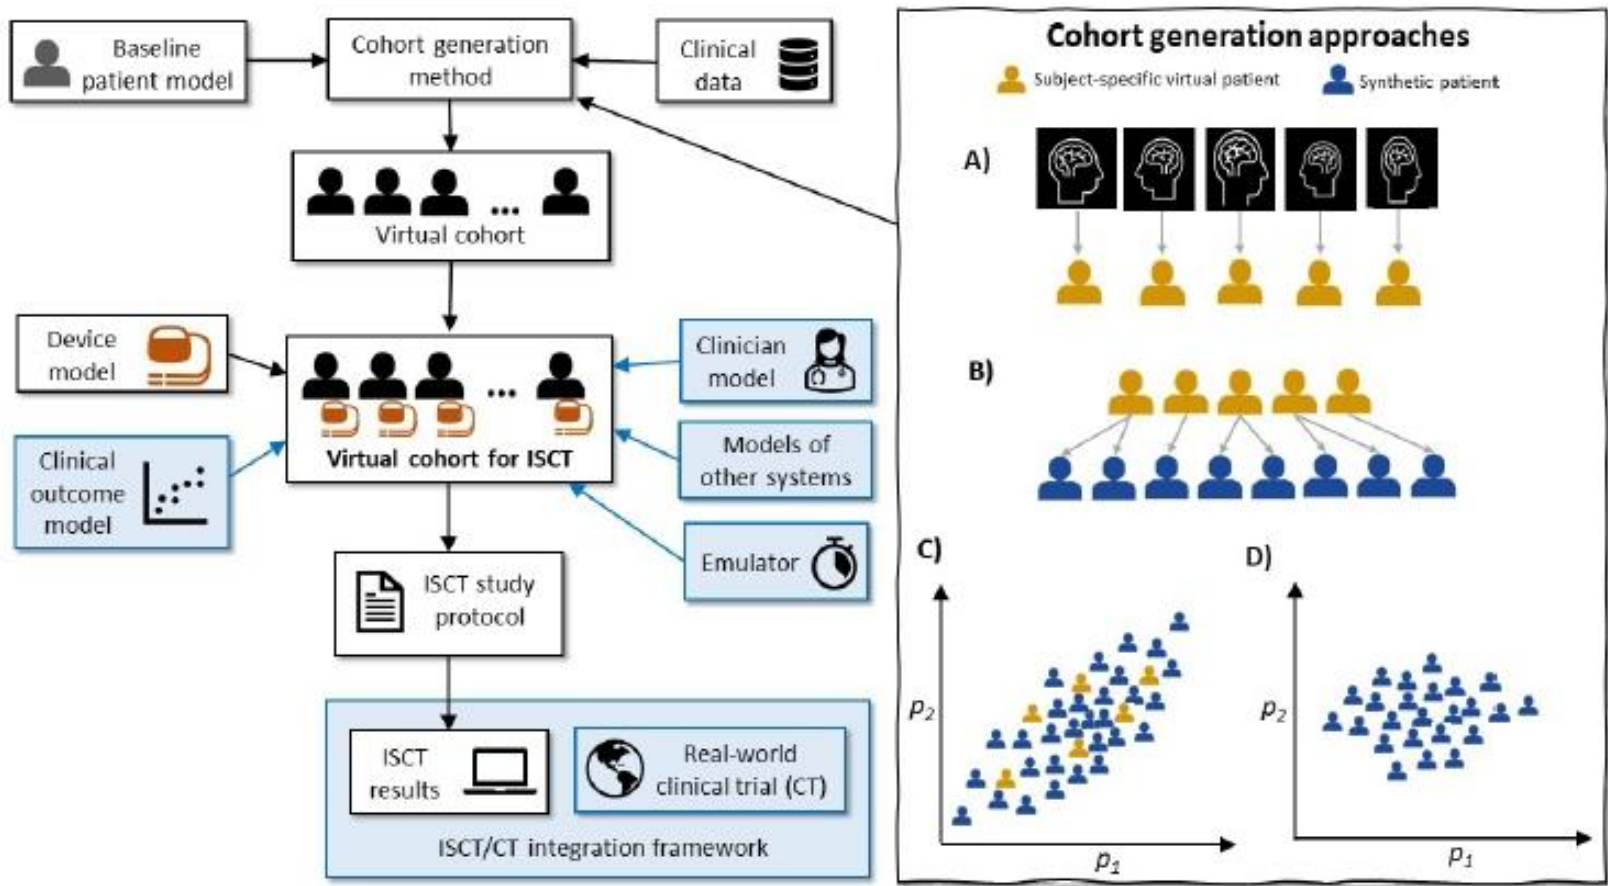 Baseline
patient model
Cohort generation
method
Clinical
data
Virtual cohort
...
Device
model
Clinician
model
...
Clinical
outcome
model
Virtual cohort for ISCT
Models of
other systems
Emulator
ISCT study
protocol
ISCT
results
Real-world
clinical trial (CT)
ISCT/CT integration framework
Cohort generation approaches
Subject-specific virtual patient
Synthetic patient
A)
B)
C)
p2
p1
D)
p2
p1